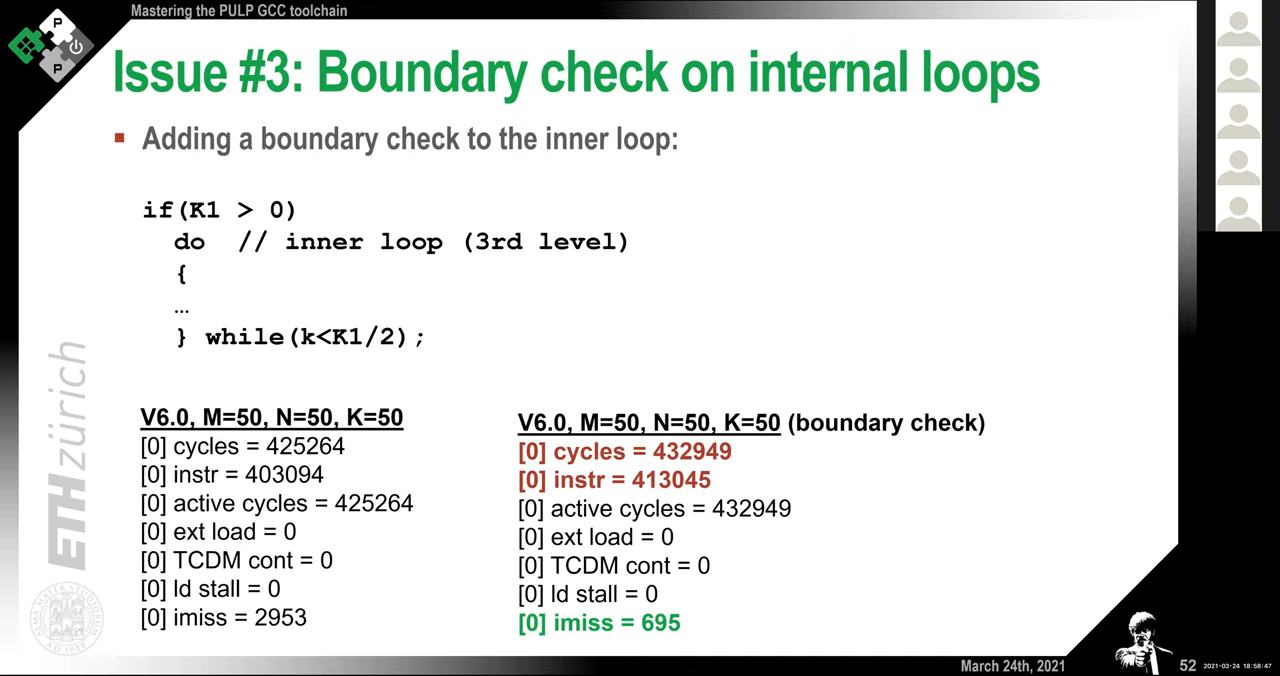 Mastering the PULP GCC toolchain
P
P
Issue #3: Boundary check on internal loops
Adding a boundary check to the inner loop:
if(K1 > 0)
do // inner loop (3rd level)
{
…
} while(k<K1/2);
V6.0, M=50, N=50, K=50
[0] cycles = 425264
[0] instr = 403094
[0] active cycles = 425264
[0] ext load = 0
[0] TCDM cont = 0
[0] ld stall = 0
[0] imiss = 2953
V6.0, M=50, N=50, K=50 (boundary check)
[0] cycles = 432949
[0] instr = 413045
[0] active cycles = 432949
[0] ext load = 0
[0] TCDM cont = 0
[0] ld stall = 0
[0] imiss = 695
ETH zürich
March 24th, 2021
52
2021-03-24 18:58:47